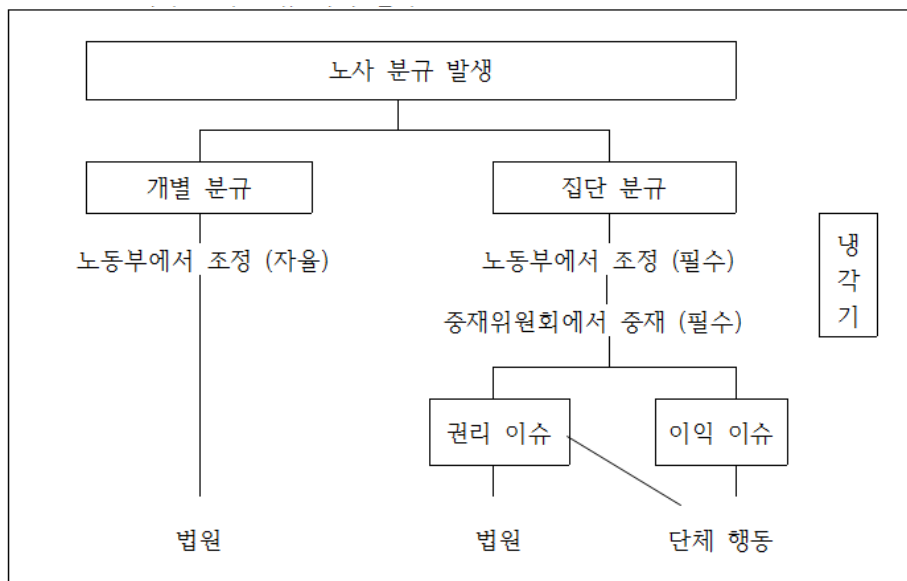 노사 분규 발생
개별 분규
집단 분규
노동부에서 조정 (자율)
노동부에서 조정 (필수)
냉
각
기
중재위원회에서 중재 (필수)
권리 이슈
이익 이슈
법원
법원
단체 행동